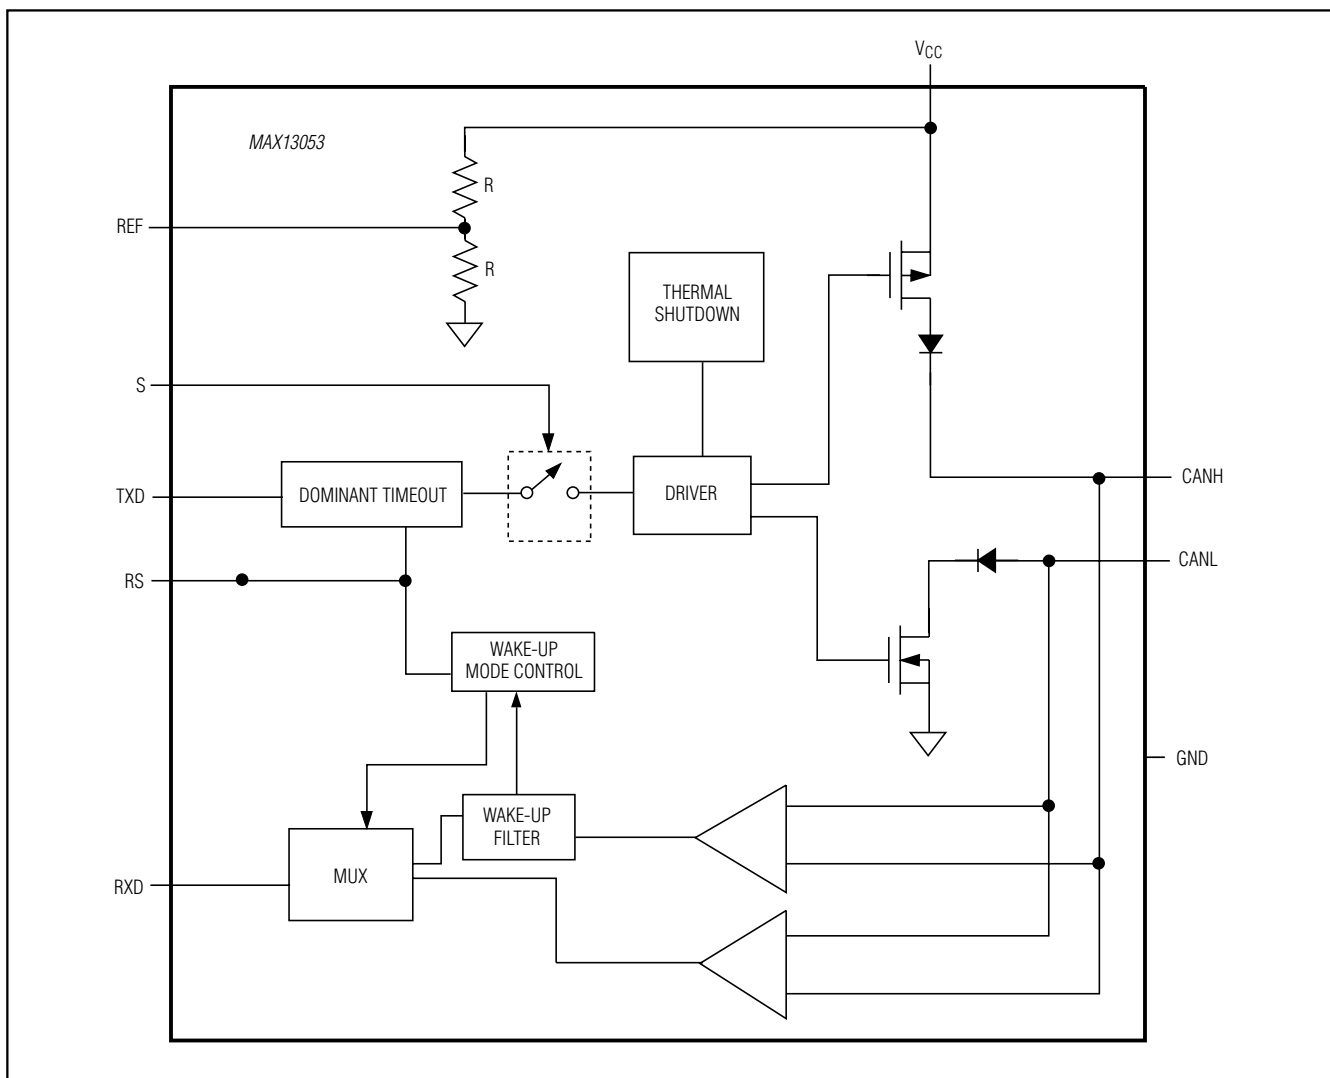 VCC
MAX13053
R
REF
R
THERMAL
SHUTDOWN
S
DOMINANT TIMEOUT
DRIVER
TXD
CANH
CANL
RS
WAKE-UP
MODE CONTROL
GND
WAKE-UP
FILTER
MUX
RXD